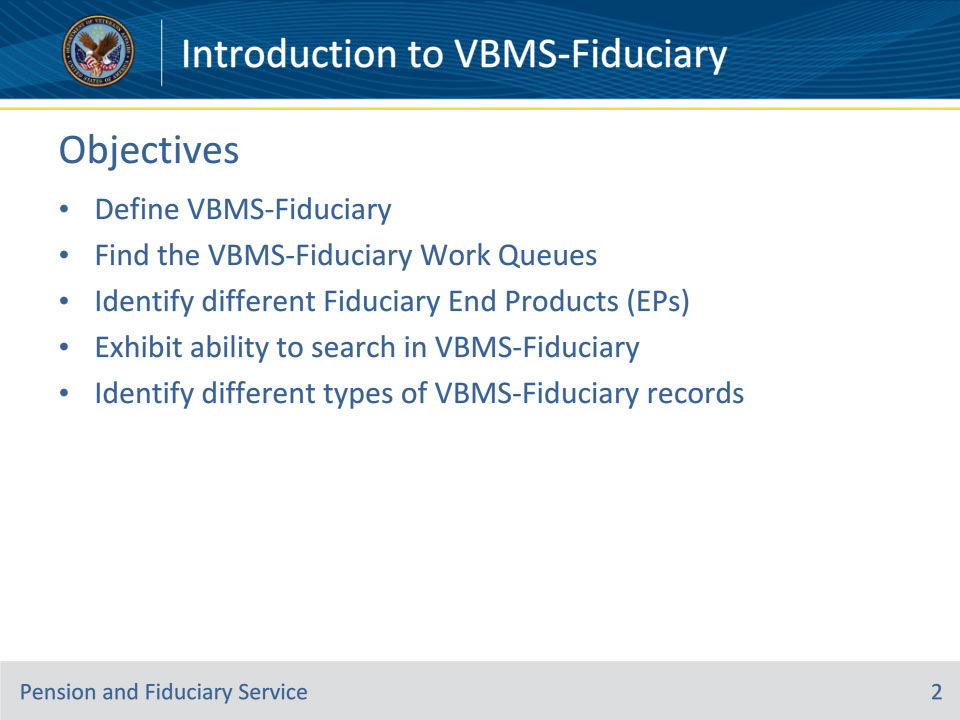 Introduction to VBMS-Fiduciary
Objectives
• Define VBMS-Fiduciary
• Find the VBMS-Fiduciary Work Queues
• Identify different Fiduciary End Products (EPs)
• Exhibit ability to search in VBMS-Fiduciary
• Identify different types of VBMS-Fiduciary records
Pension and Fiduciary Service
2